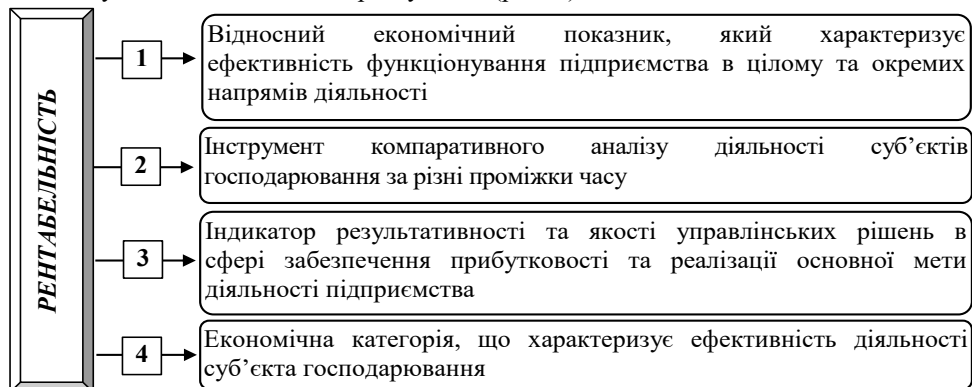 РЕНТАБЕЛЬНІСТЬ
1
Відносний економічний показник, який характеризує
ефективність функціонування підприємства в цілому та окремих
напрямів діяльності
2
Інструмент компаративного аналізу діяльності суб’єктів
господарювання за різні проміжки часу
3
Індикатор результативності та якості управлінських рішень в
сфері забезпечення прибутковості та реалізації основної мети
діяльності підприємства
4
Економічна категорія, що характеризує ефективність діяльності
суб’єкта господарювання